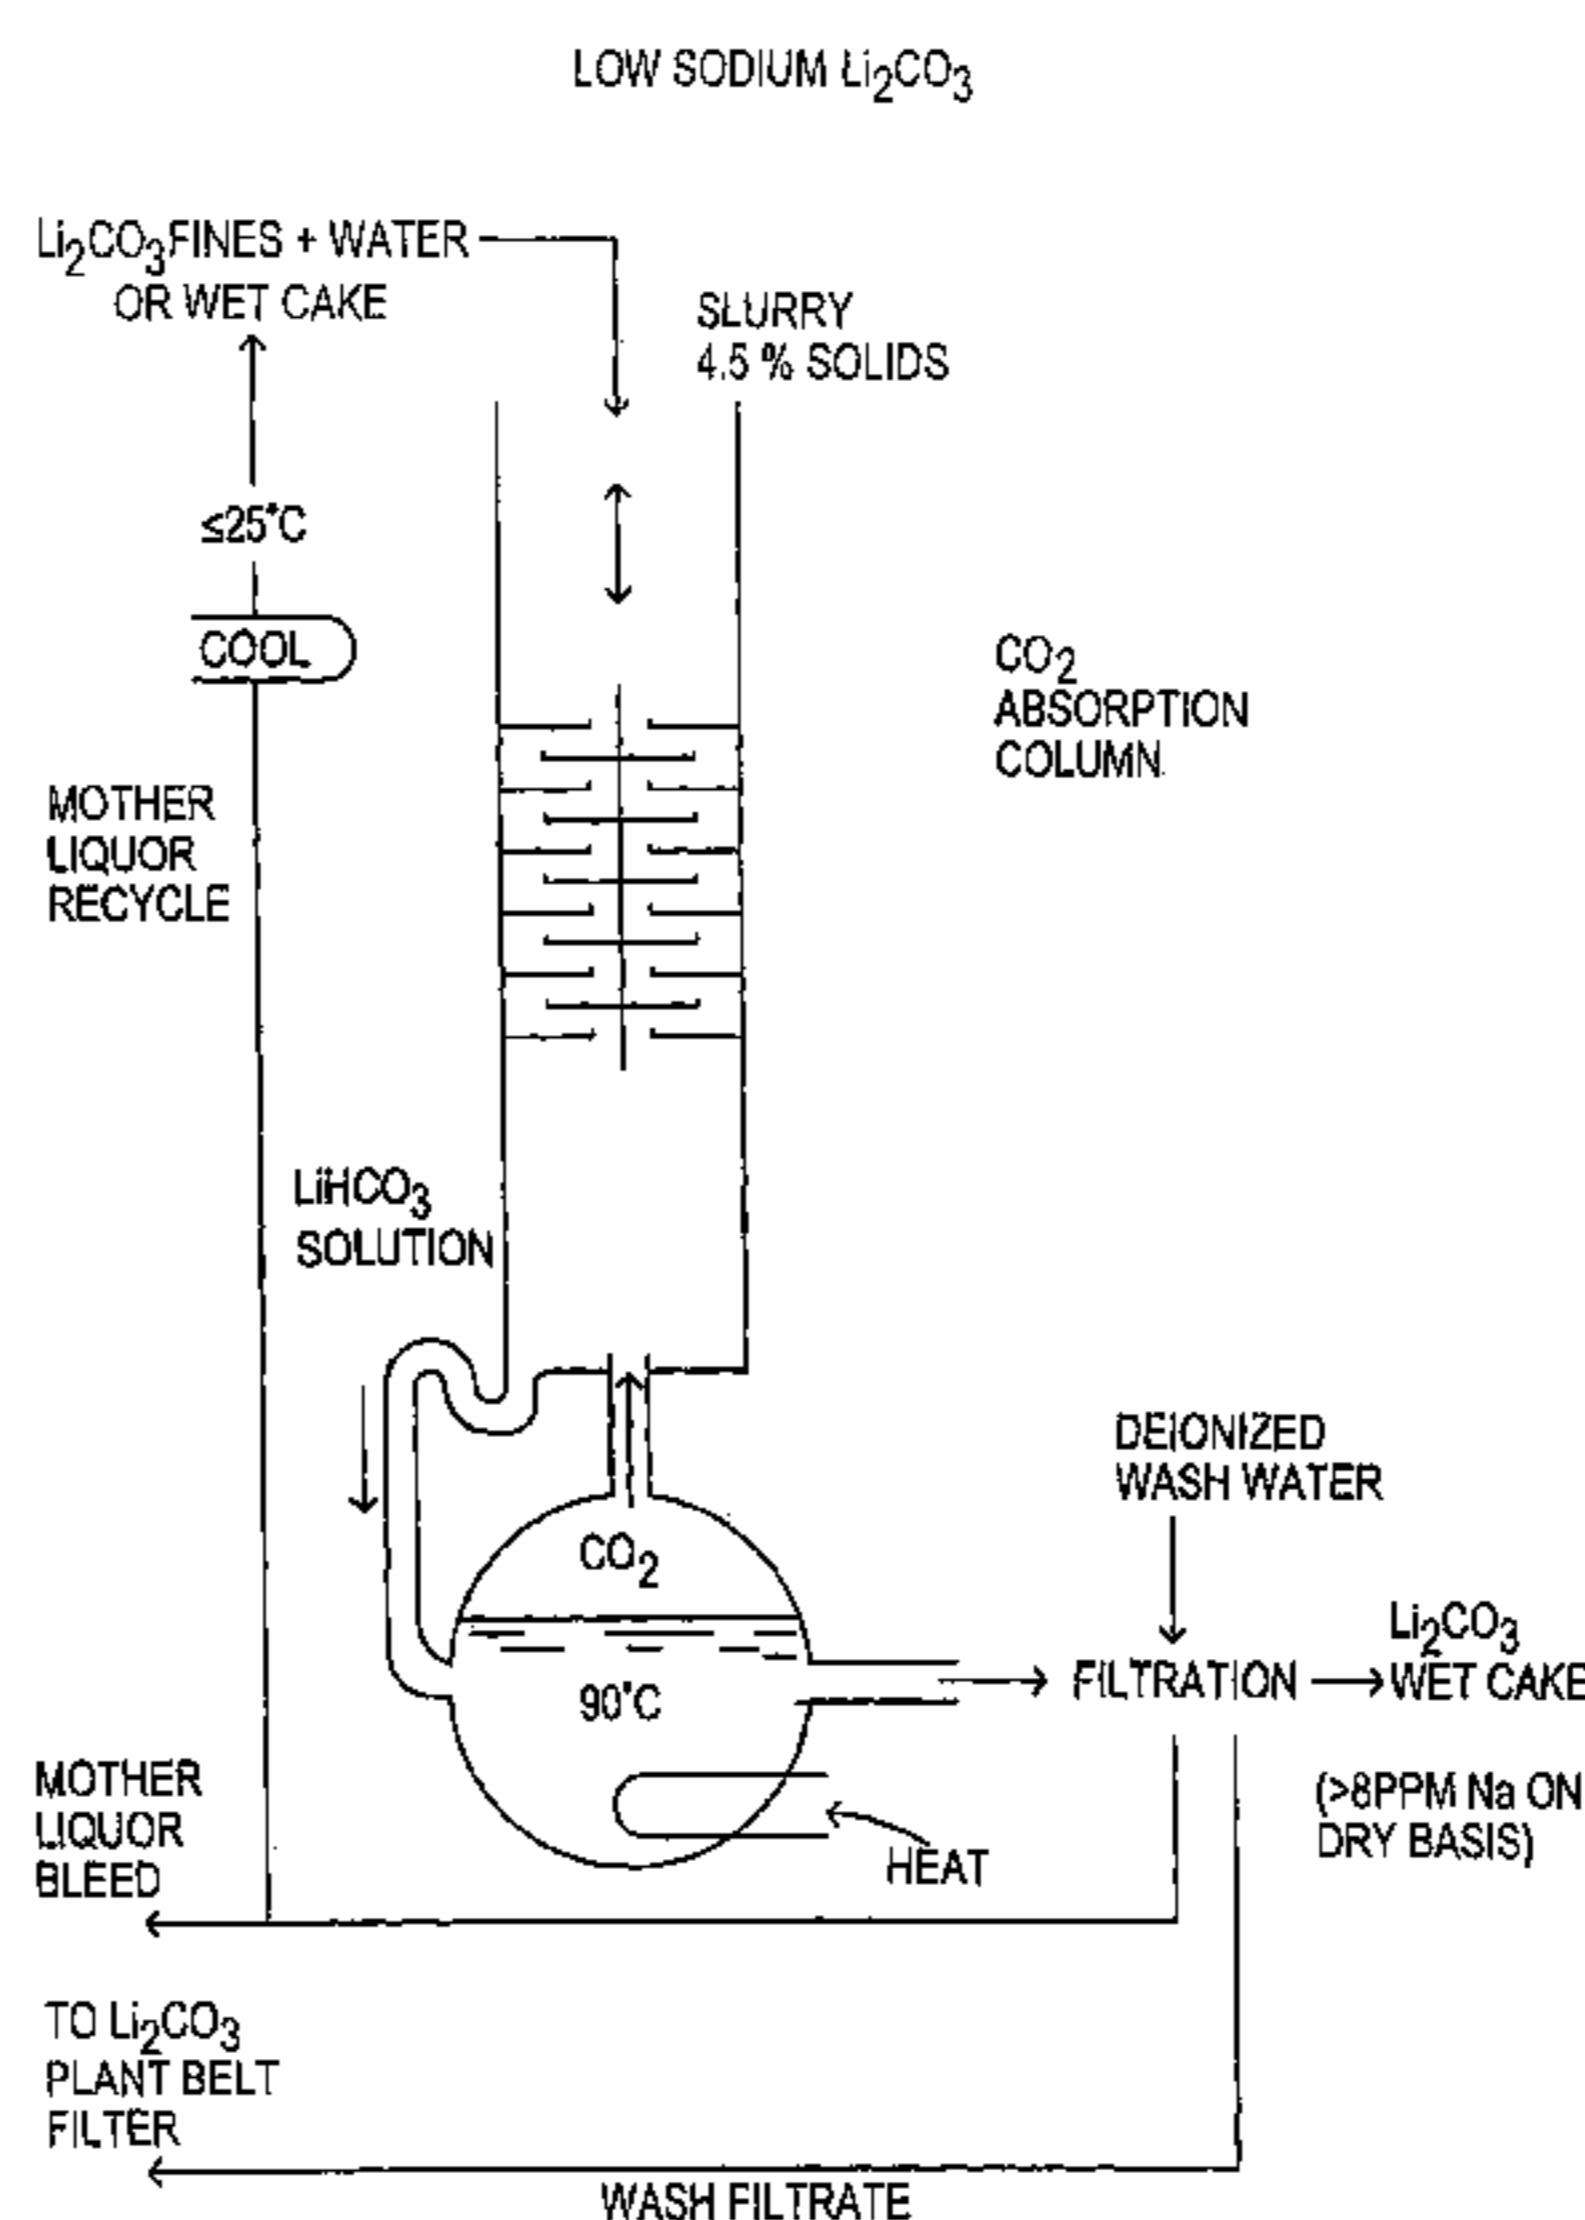 LOW SODIUM Li₂CO₃
Li₂CO₃FINES + WATER
OR WET CAKE
SLURRY
4.5 % SOLIDS
≤25°C
COOL
CO₂
ABSORPTION
COLUMN
MOTHER
LIQUOR
RECYCLE
LiHCO₃
SOLUTION
DEIONIZED
WASH WATER
CO₂
90°C
FILTRATION
Li₂CO₃
WET CAKE
(>8PPM Na ON
DRY BASIS)
HEAT
MOTHER
LIQUOR
BLEED
TO Li₂CO₃
PLANT BELT
FILTER
WASH FILTRATE